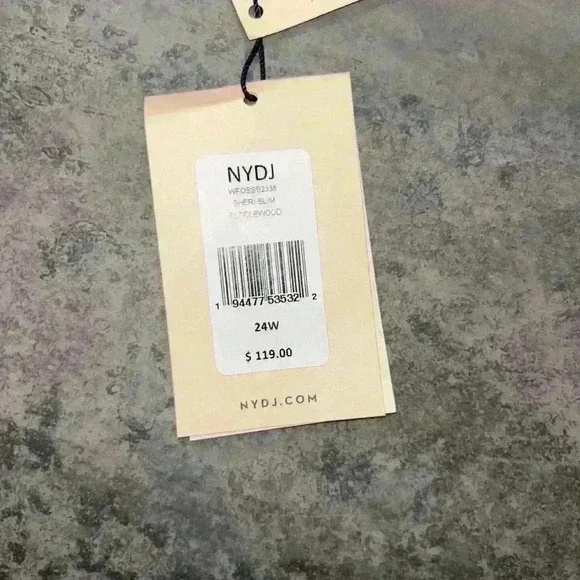 NYDJ
SHERI SLIM
1 94477 53532 2
24W
$ 119.00
NYDJ.COM